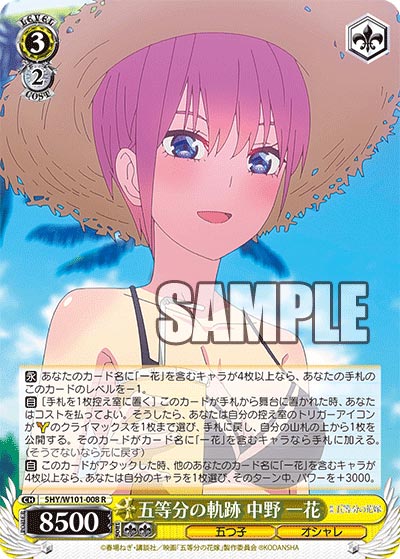 LEVEL
3
2
COST
SAMPLE
永 あなたのカード名に「一花」を含むキャラが4枚以上なら、あなたの手札の
このカードのレベルを－1。
自 [手札を1枚控え室に置く] このカードが手札から舞台に置かれた時、あなた
はコストを払ってよい。そうしたら、あなたは自分の控え室のトリガーアイコン
がのクライマックスを1枚まで選び、手札に戻し、自分の山札の上から1枚を
公開する。そのカードがカード名に「一花」を含むキャラなら手札に加える。
(そうでないなら元に戻す)
自 このカードがアタックした時、他のあなたのカード名に「一花」を含むキャラ
が4枚以上なら、あなたは自分のキャラを1枚選び、そのターン中、パワーを＋3000。
CH 5HY/W101-008 R
五等分の軌跡 中野 一花
五等分の花嫁
8500
五つ子
オシャレ
©春場ねぎ・講談社／映画「五等分の花嫁」製作委員会 ®KODANSHA